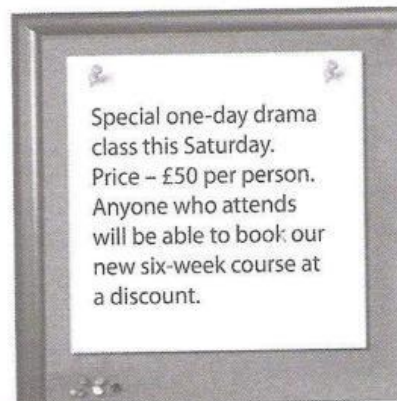 Special one-day drama
class this Saturday.
Price – £50 per person.
Anyone who attends
will be able to book our
new six-week course at
a discount.